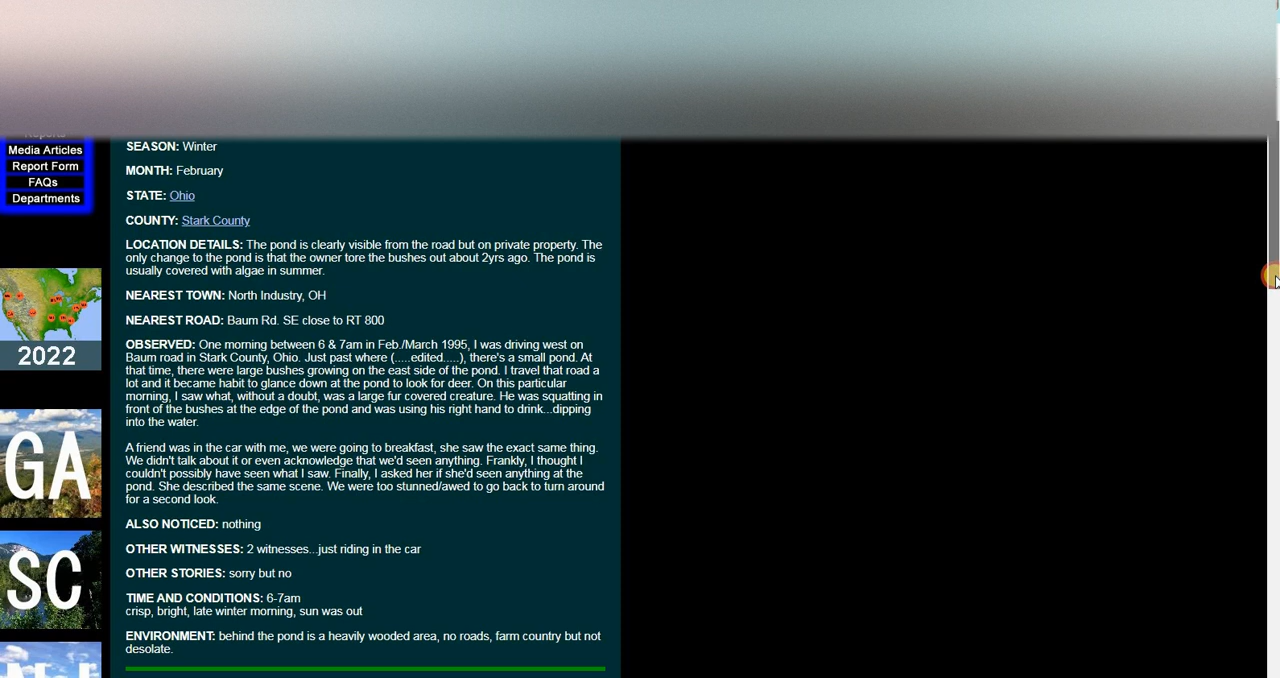 Media Articles
Report Form
FAQs
Departments
2022
GA
SC
SEASON: Winter
MONTH: February
STATE: Ohio
COUNTY: Stark County
LOCATION DETAILS: The pond is clearly visible from the road but on private property. The
only change to the pond is that the owner tore the bushes out about 2yrs ago. The pond is
usually covered with algae in summer.
NEAREST TOWN: North Industry, OH
NEAREST ROAD: Baum Rd. SE close to RT 800
OBSERVED: One morning between 6 & 7am in Feb./March 1995, I was driving west on
Baum road in Stark County, Ohio. Just past where (.....edited.....), there's a small pond. At
that time, there were large bushes growing on the east side of the pond. I travel that road a
lot and it became habit to glance down at the pond to look for deer. On this particular
morning, I saw what, without a doubt, was a large fur covered creature. He was squatting in
front of the bushes at the edge of the pond and was using his right hand to drink...dipping
into the water.
A friend was in the car with me, we were going to breakfast, she saw the exact same thing.
We didn't talk about it or even acknowledge that we'd seen anything. Frankly, I thought I
couldn't possibly have seen what I saw. Finally, I asked her if she'd seen anything at the
pond. She described the same scene. We were too stunned/awed to go back to turn around
for a second look.
ALSO NOTICED: nothing
OTHER WITNESSES: 2 witnesses...just riding in the car
OTHER STORIES: sorry but no
TIME AND CONDITIONS: 6-7am
crisp, bright, late winter morning, sun was out
ENVIRONMENT: behind the pond is a heavily wooded area, no roads, farm country but not
desolate.